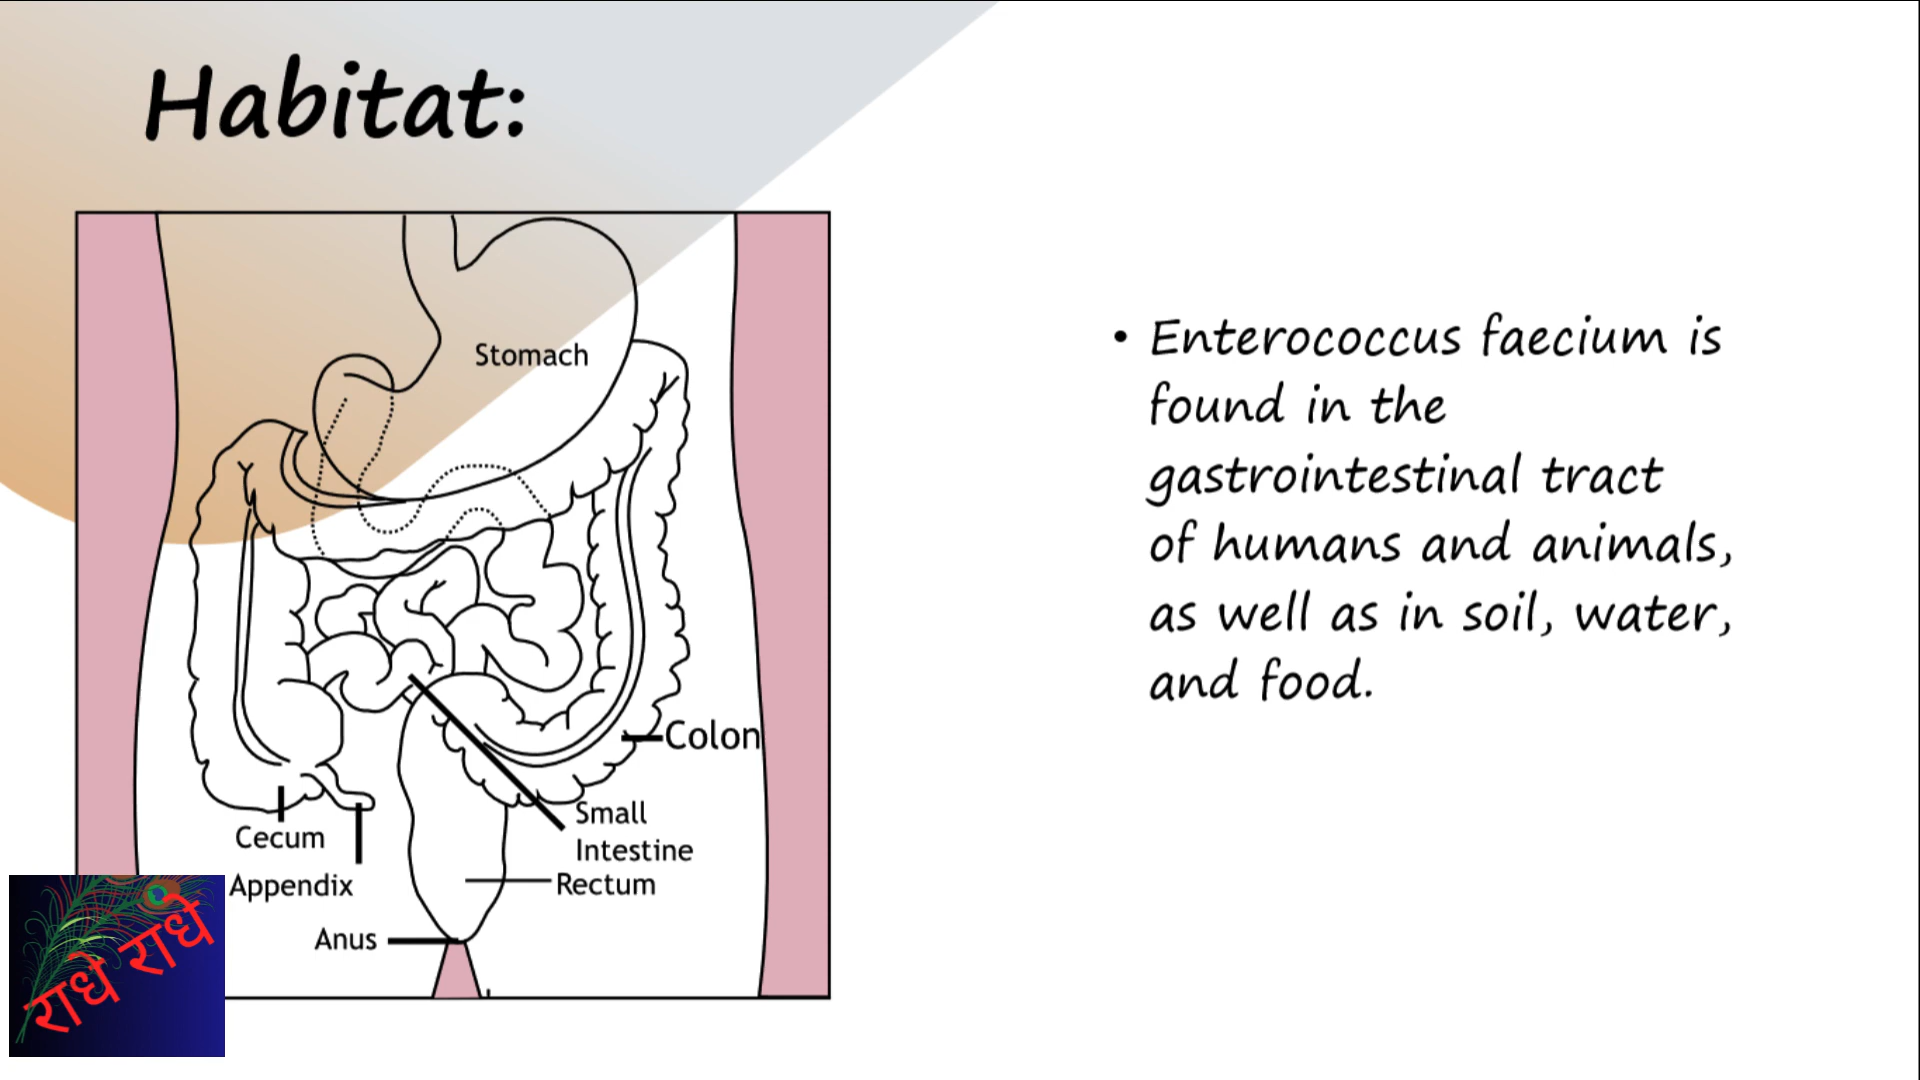 Habitat:
Stomach
Colon
Small
Intestine
Cecum
Appendix
Rectum
Anus
राधे राधे
• Enterococcus faecium is
found in the
gastrointestinal tract
of humans and animals,
as well as in soil, water,
and food.